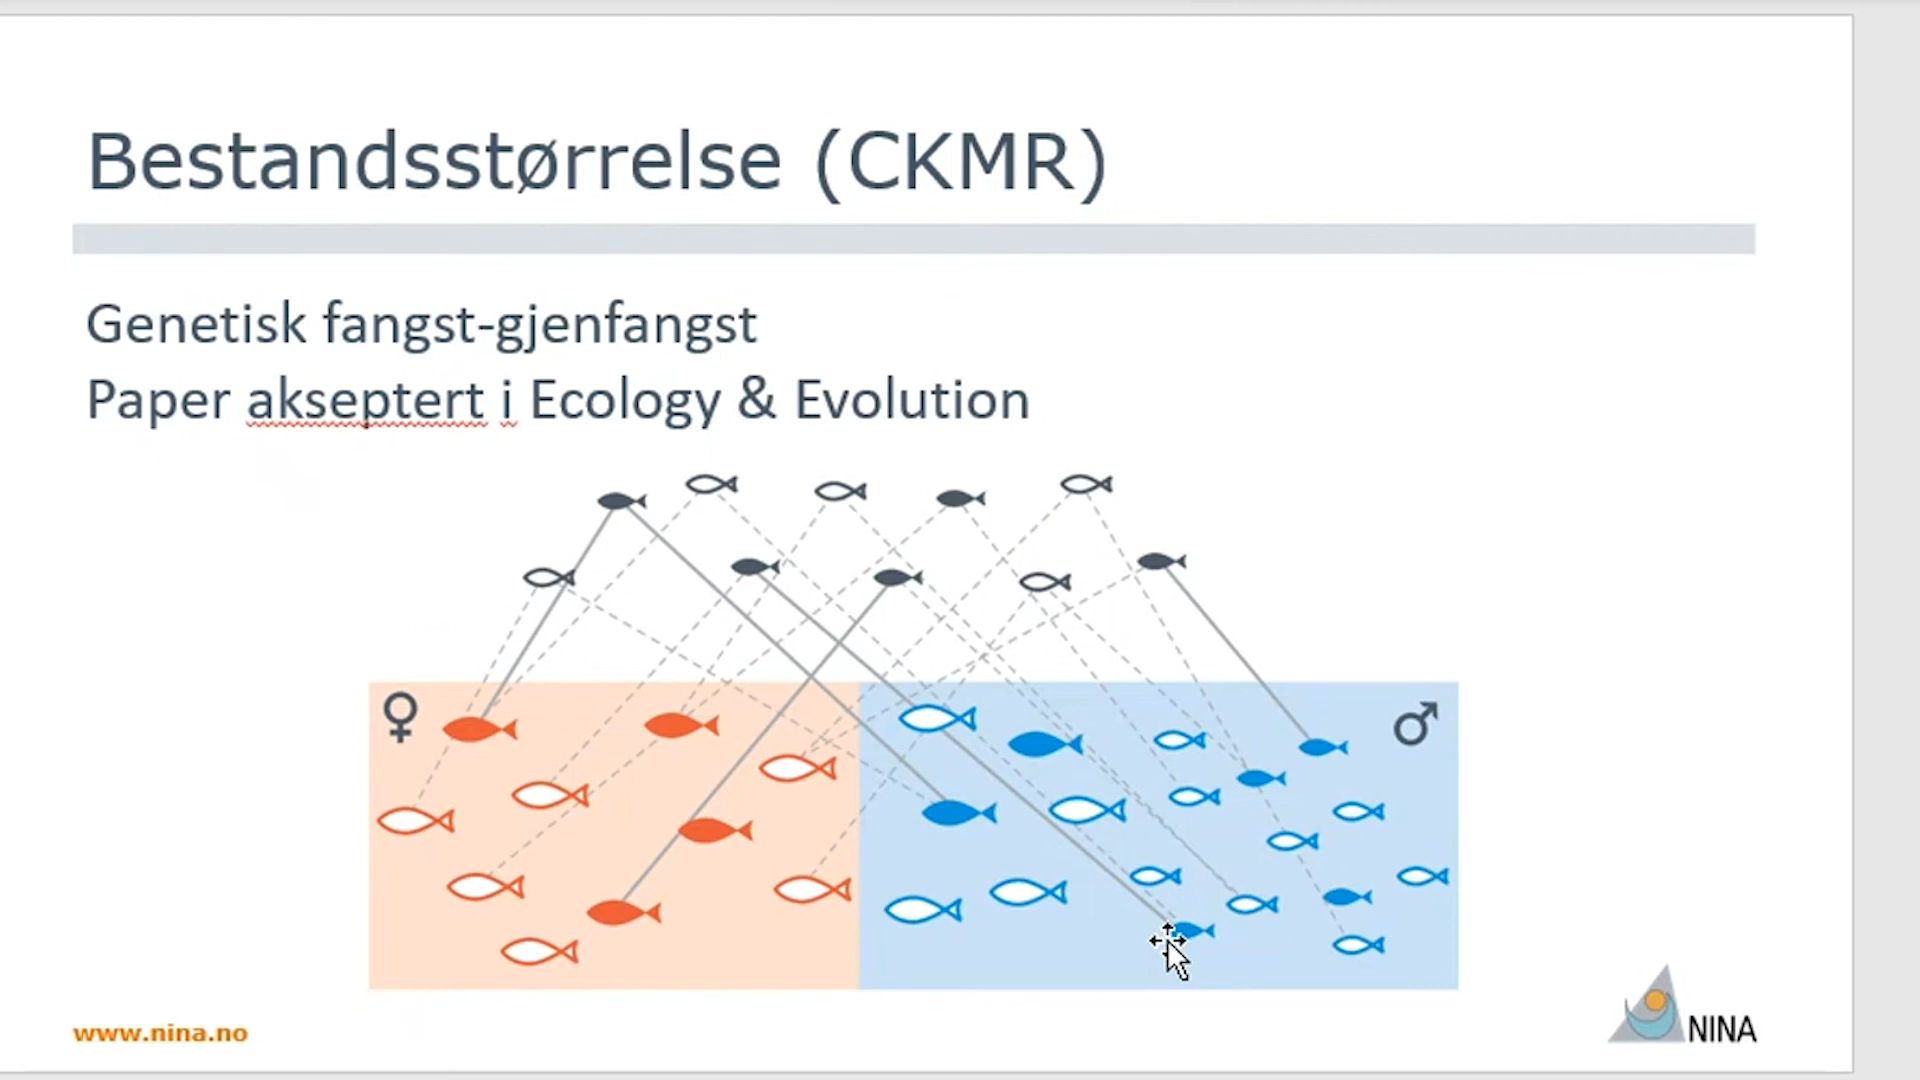 Bestandsstørrelse (CKMR)
Genetisk fangst-gjenfangst
Paper akseptert i Ecology & Evolution
♀
♂
www.nina.no
NINA